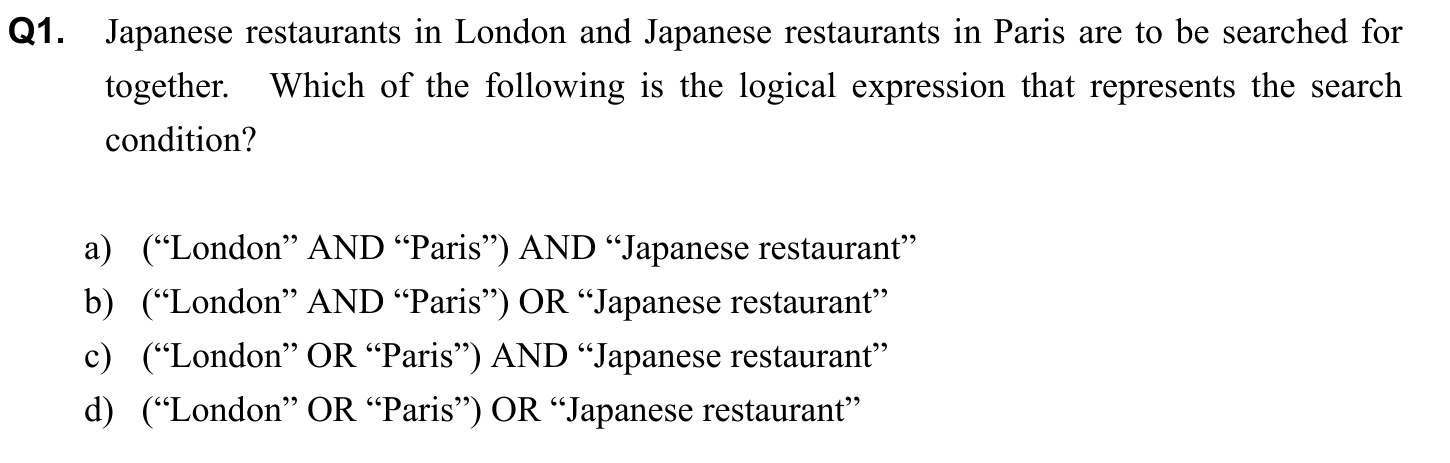 Q1. Japanese restaurants in London and Japanese restaurants in Paris are to be searched for
together. Which of the following is the logical expression that represents the search
condition?
a) (“London” AND “Paris”) AND “Japanese restaurant”
b) (“London” AND “Paris”) OR “Japanese restaurant”
c) (“London” OR “Paris”) AND “Japanese restaurant”
d) (“London” OR “Paris”) OR “Japanese restaurant”